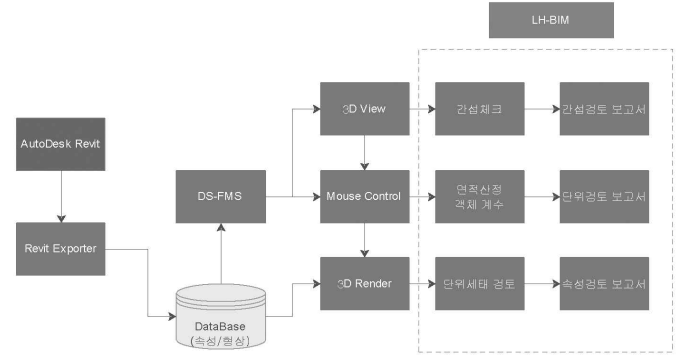 LH-BIM
3D View
간섭체크
간섭검토 보고서
AutoDesk Revit
DS-FMS
Mouse Control
면적산정
객체 계수
단위검토 보고서
Revit Exporter
3D Render
단위세태 검토
속성검토 보고서
DataBase
(속성/형상)